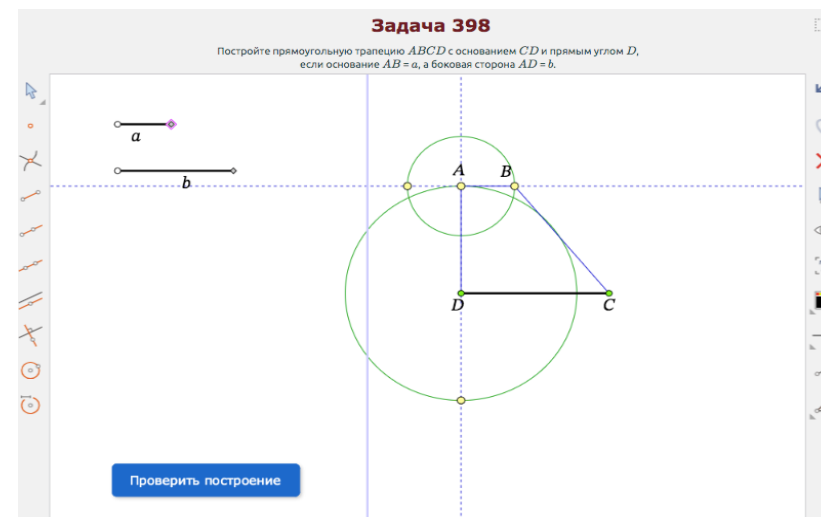 Задача 398
Постройте прямоугольную трапецию ABCD с основанием CD и прямым углом D,
если основание AB = a, а боковая сторона AD = b.
a
b
A
B
D
C
Проверить построение